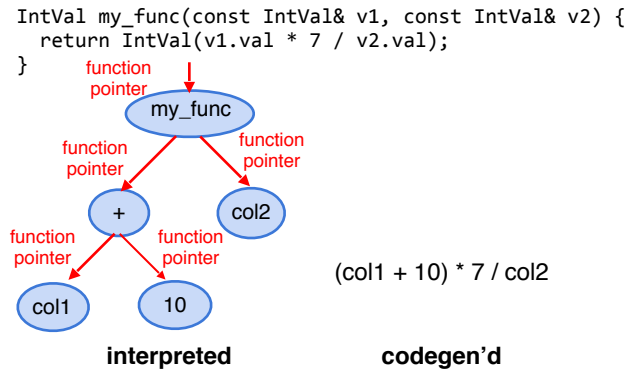 IntVal my_func(const IntVal& v1, const IntVal& v2) {
return IntVal(v1.val * 7 / v2.val);
}
function
pointer
my_func
function
pointer
function
pointer
+
col2
function
pointer
function
pointer
(col1 + 10) * 7 / col2
col1
10
interpreted
codegen’d